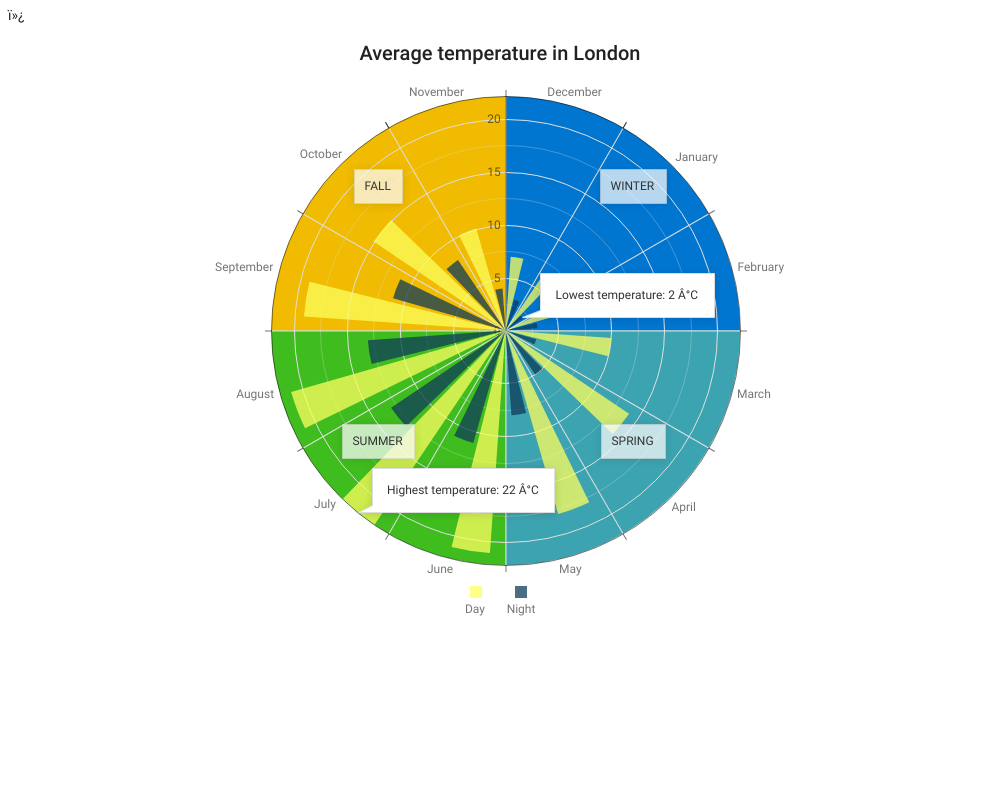 ï»¿
Average temperature in London
November
December
20
October
January
15
FALL
WINTER
10
September
February
5
Lowest temperature: 2 Â°C
August
March
SUMMER
SPRING
Highest temperature: 22 Â°C
July
April
June
May
Day
Night